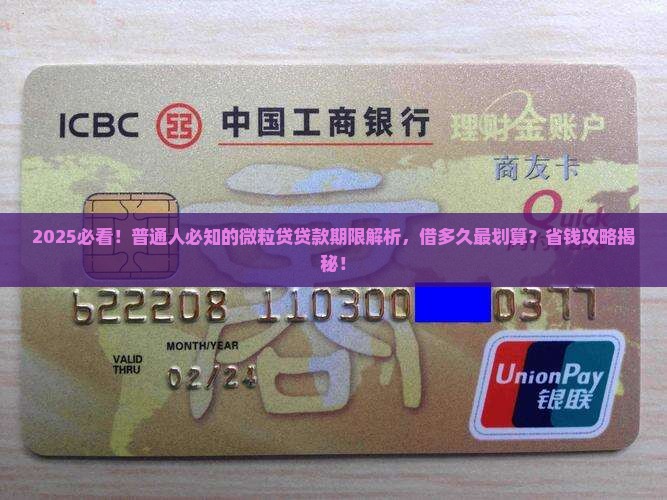 ICBC 中国工商银行 理财金账户
商友卡
Quick
2025必看！普通人必知的微粒贷贷款期限解析，借多久最划算？省钱攻略揭
秘！
622208 110300 0377
MONTH/YEAR
VALID
THRU
02/24
UnionPay
银联